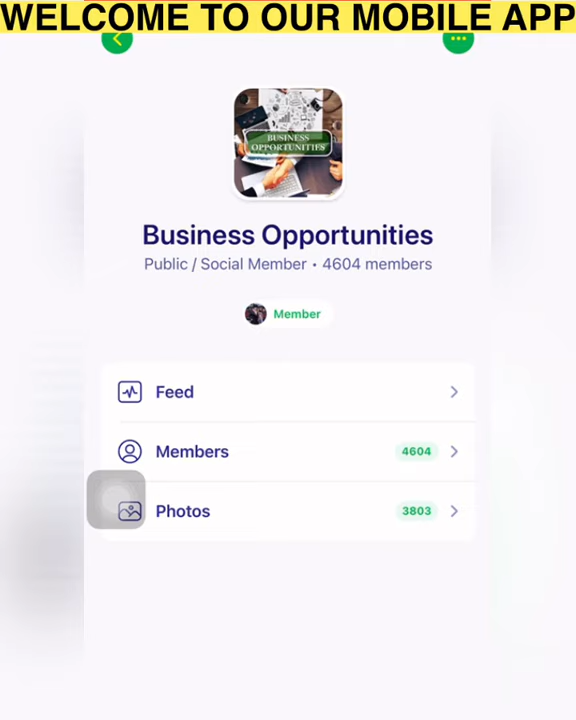 WELCOME TO OUR MOBILE APP
BUSINESS
OPPORTUNITIES
Business Opportunities
Public / Social Member • 4604 members
Member
Feed
Members 4604
Photos 3803